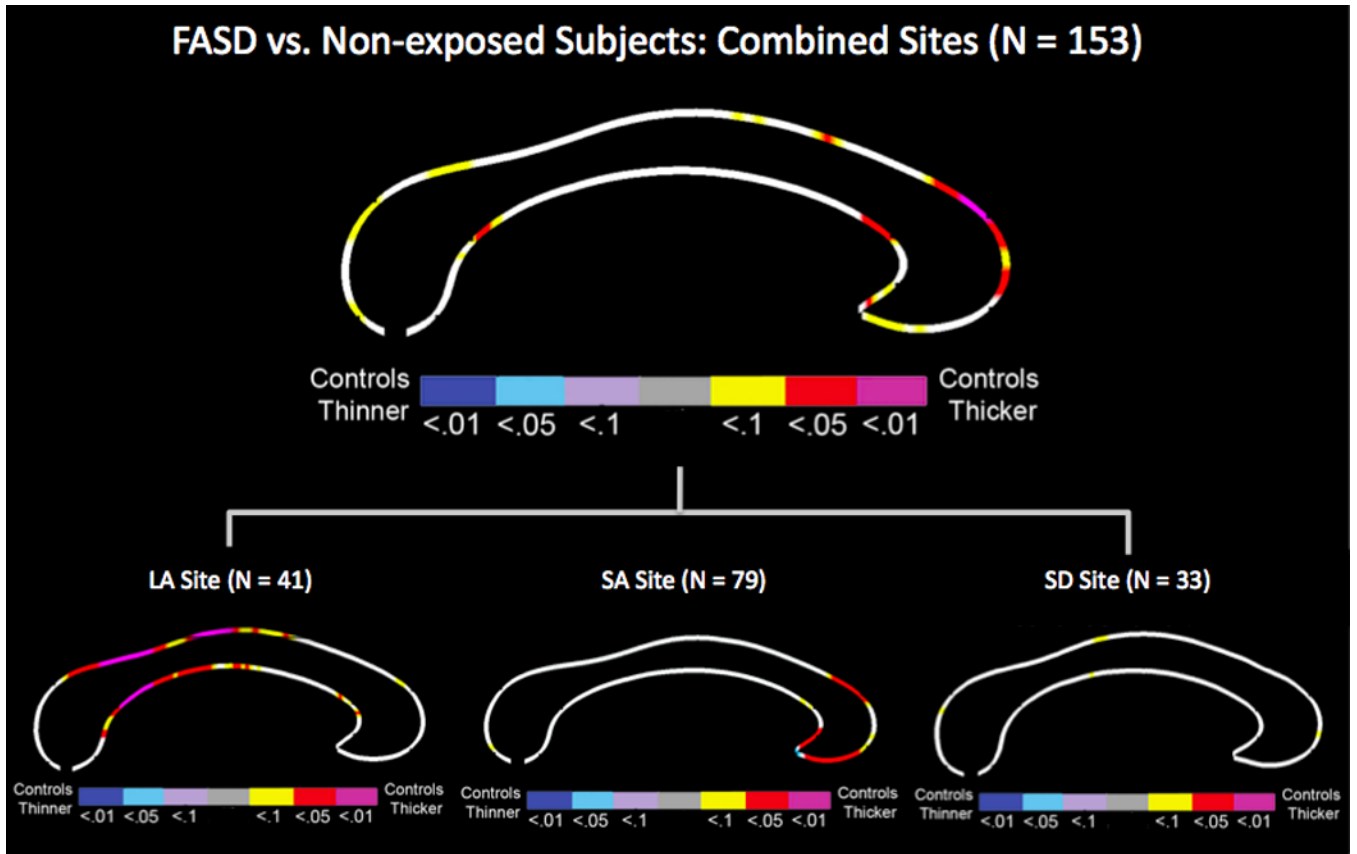 FASD vs. Non-exposed Subjects: Combined Sites (N = 153)
Controls Thinner
Controls Thicker
<.01 <.05 <.1 <.1 <.05 <.01
LA Site (N = 41)
SA Site (N = 79)
SD Site (N = 33)
Controls Thinner
Controls Thicker
<.01 <.05 <.1 <.1 <.05 <.01
Controls Thinner
Controls Thicker
<.01 <.05 <.1 <.1 <.05 <.01
Controls Thinner
Controls Thicker
<.01 <.05 <.1 <.1 <.05 <.01